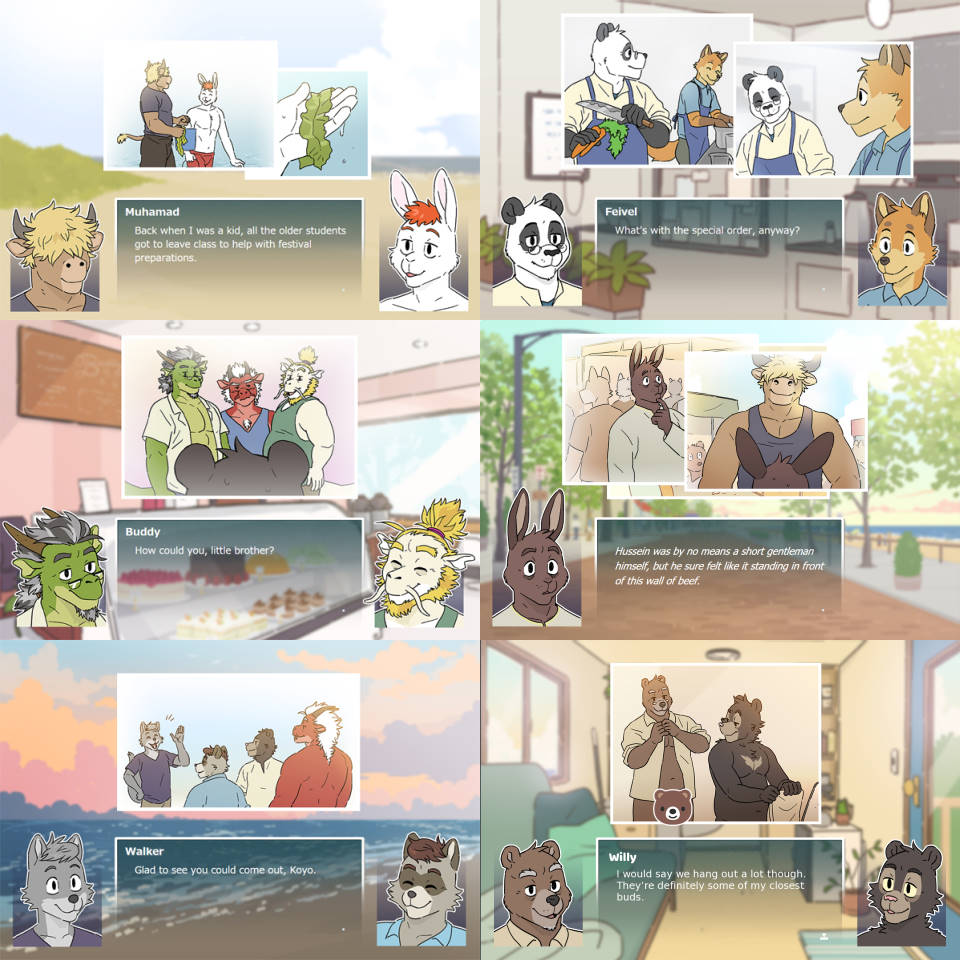 Muhamad
Back when I was a kid, all the older students
got to leave class to help with festival
preparations.
Feivel
What's with the special order, anyway?
Buddy
How could you, little brother?
Hussein was by no means a short gentleman
himself, but he sure felt like it standing in front
of this wall of beef.
Walker
Glad to see you could come out, Koyo.
Willy
I would say we hang out a lot though.
They're definitely some of my closest
buds.